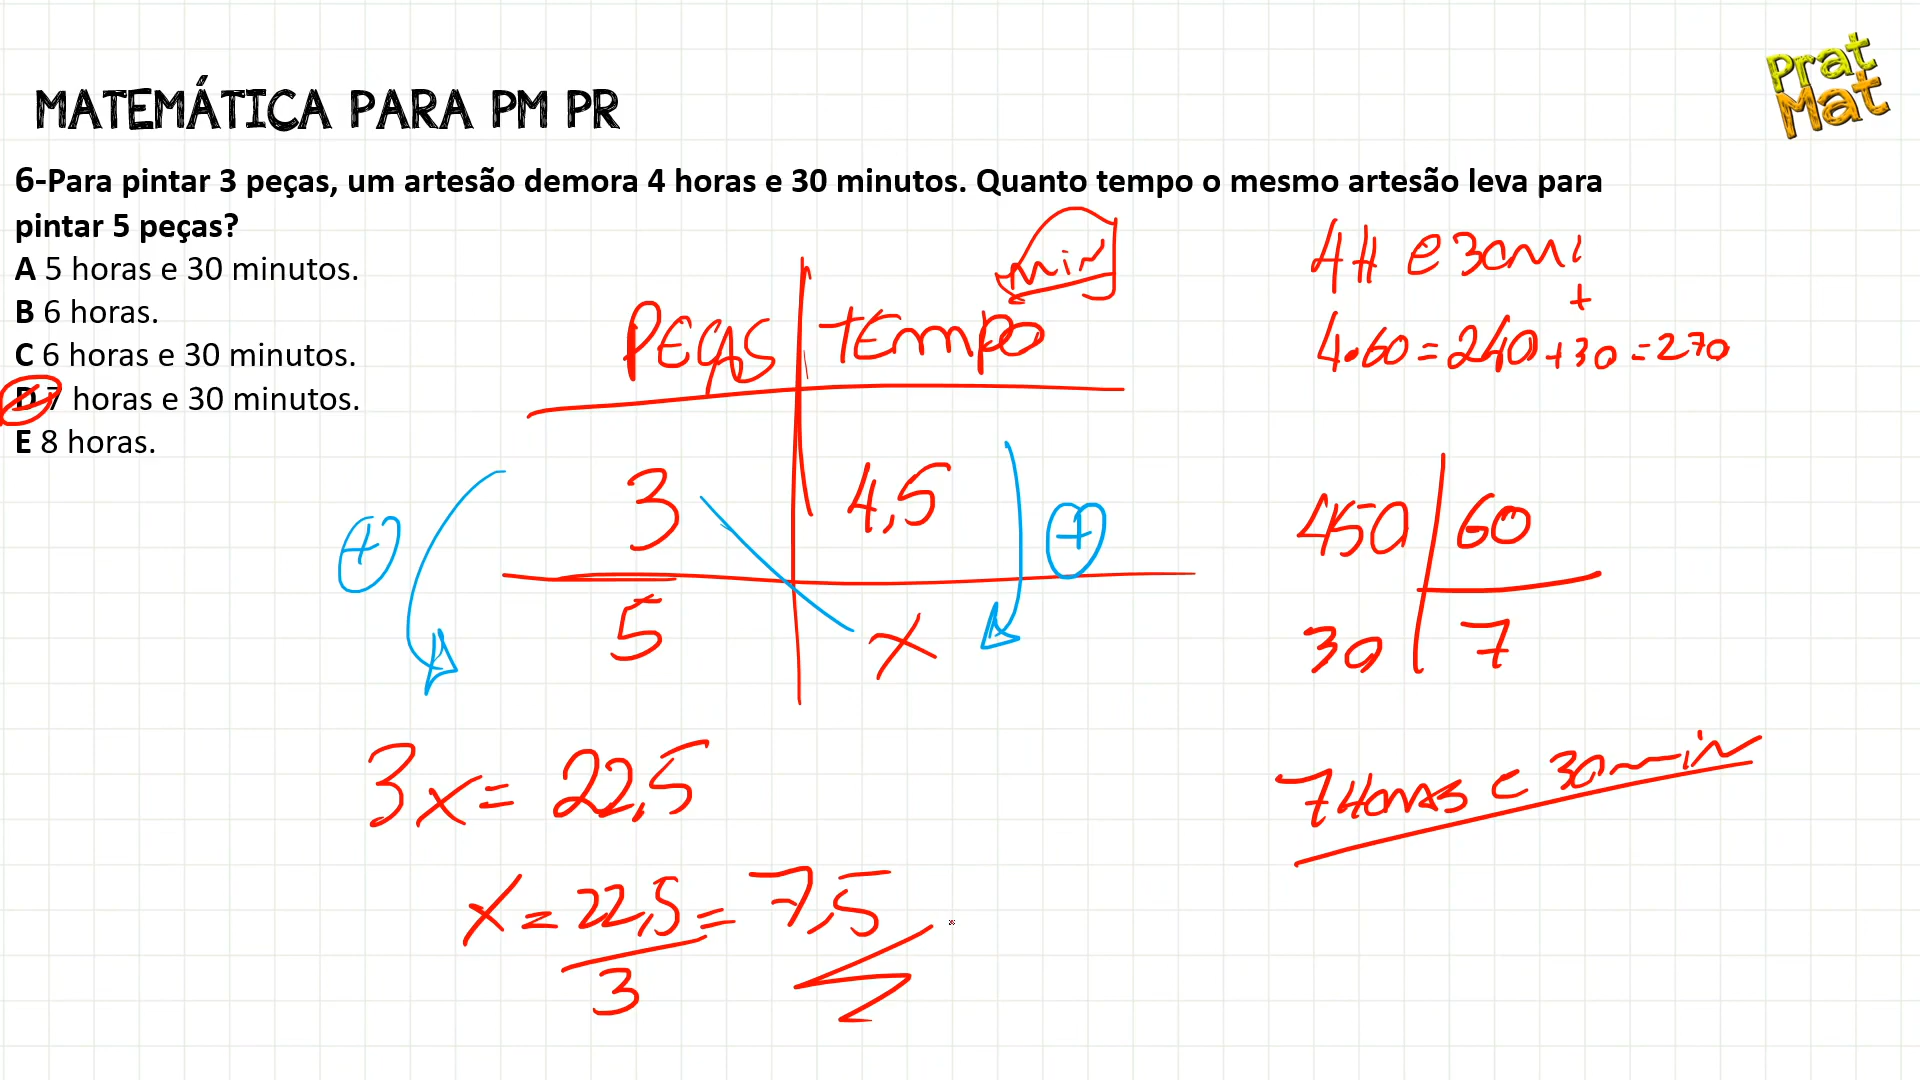 Prat
Mat
MATEMÁTICA PARA PM PR
6-Para pintar 3 peças, um artesão demora 4 horas e 30 minutos. Quanto tempo o mesmo artesão leva para
pintar 5 peças?
A 5 horas e 30 minutos.
B 6 horas.
C 6 horas e 30 minutos.
D 7 horas e 30 minutos.
E 8 horas.
min
PEÇAS TEMPO
3 4,5
5 x
+ +
3x = 22,5
x = 22,5 = 7,5
3
4H e 30mi
+
4•60 = 240 + 30 = 270
450 60
30 7
7 HORAS e 30 min